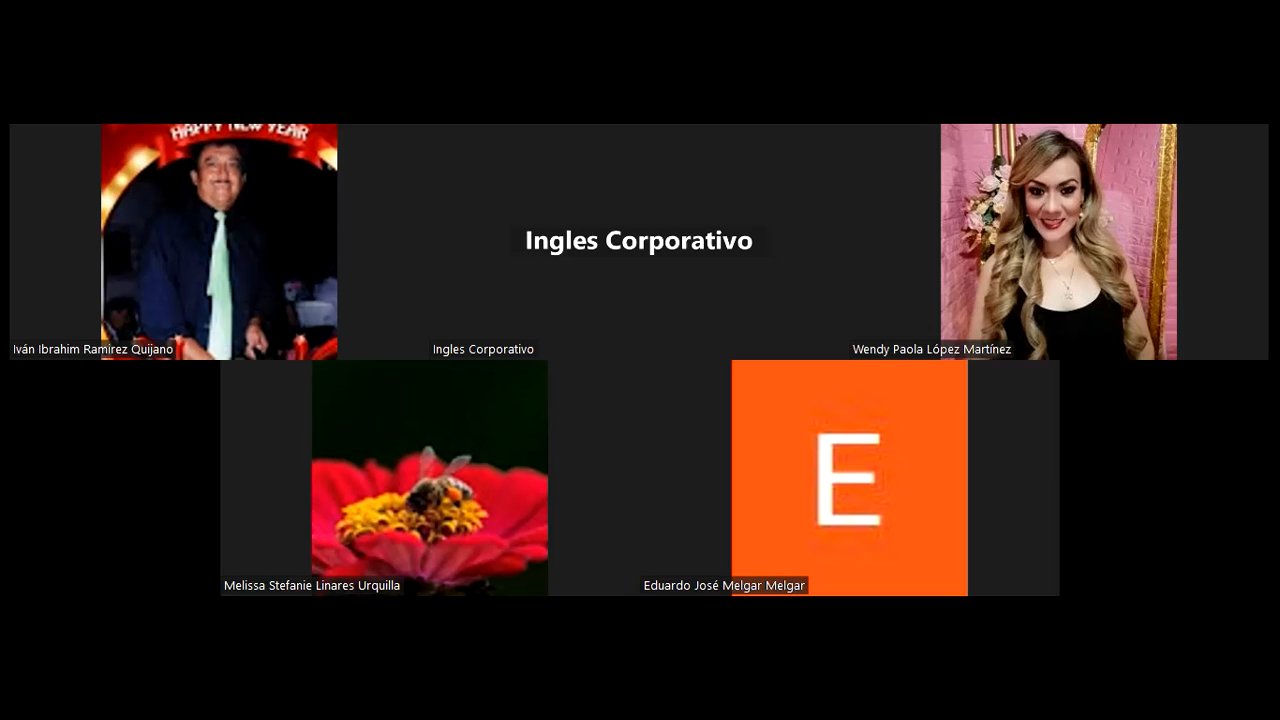 HAPPY NEW YEAR
Ingles Corporativo
Iván Ibrahim Ramirez Quijano
Ingles Corporativo
Wendy Paola López Martínez
E
Melissa Stefanie Linares Urquilla
Eduardo José Melgar Melgar